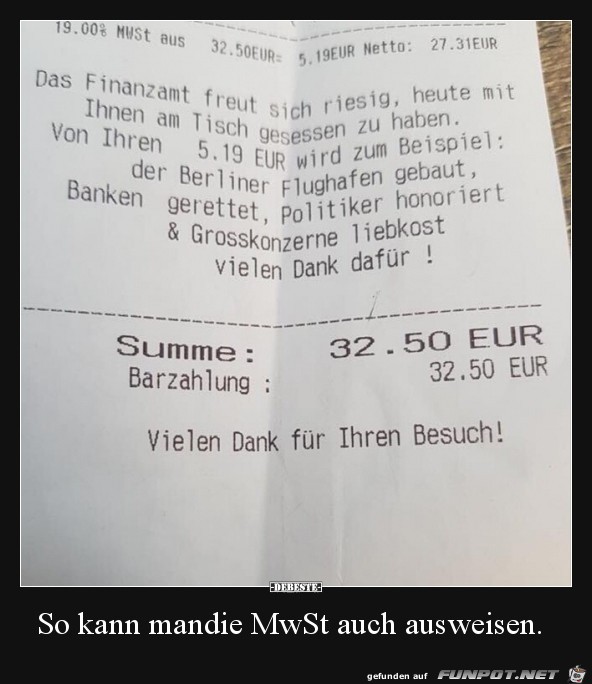 19.00% MWSt aus 32.50EUR= 5.19EUR Netto: 27.31EUR
Das Finanzamt freut sich riesig, heute mit
Ihnen am Tisch gesessen zu haben.
Von Ihren 5.19 EUR wird zum Beispiel:
der Berliner Flughafen gebaut,
Banken gerettet, Politiker honoriert
& Grosskonzerne liebkost
vielen Dank dafür !
Summe: 32.50 EUR
Barzahlung : 32.50 EUR
Vielen Dank für Ihren Besuch!
DEBESTE
So kann mandie MwSt auch ausweisen.
gefunden auf FUNPOT.NET